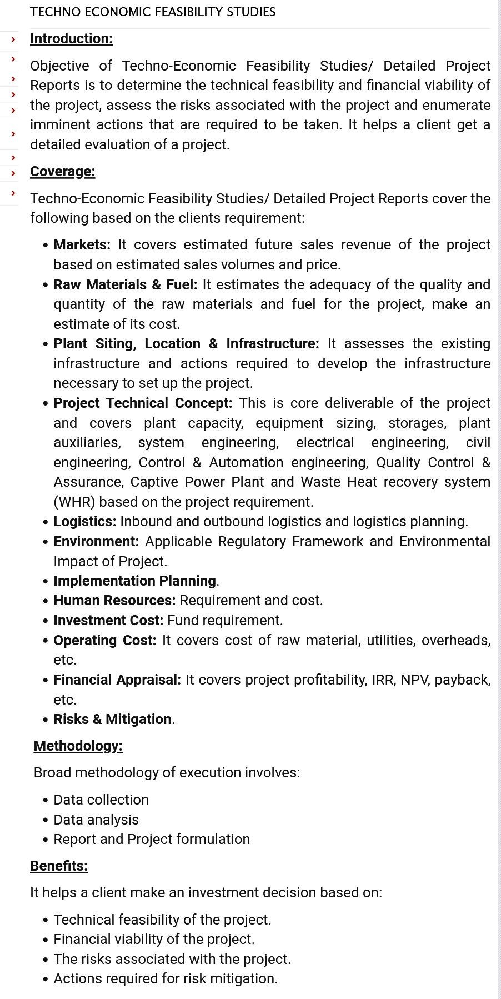 TECHNO ECONOMIC FEASIBILITY STUDIES
Introduction:
Objective of Techno-Economic Feasibility Studies/ Detailed Project
Reports is to determine the technical feasibility and financial viability of
the project, assess the risks associated with the project and enumerate
imminent actions that are required to be taken. It helps a client get a
detailed evaluation of a project.
Coverage:
Techno-Economic Feasibility Studies/ Detailed Project Reports cover the
following based on the clients requirement:
• Markets: It covers estimated future sales revenue of the project
based on estimated sales volumes and price.
• Raw Materials & Fuel: It estimates the adequacy of the quality and
quantity of the raw materials and fuel for the project, make an
estimate of its cost.
• Plant Siting, Location & Infrastructure: It assesses the existing
infrastructure and actions required to develop the infrastructure
necessary to set up the project.
• Project Technical Concept: This is core deliverable of the project
and covers plant capacity, equipment sizing, storages, plant
auxiliaries, system engineering, electrical engineering, civil
engineering, Control & Automation engineering, Quality Control &
Assurance, Captive Power Plant and Waste Heat recovery system
(WHR) based on the project requirement.
• Logistics: Inbound and outbound logistics and logistics planning.
• Environment: Applicable Regulatory Framework and Environmental
Impact of Project.
• Implementation Planning.
• Human Resources: Requirement and cost.
• Investment Cost: Fund requirement.
• Operating Cost: It covers cost of raw material, utilities, overheads,
etc.
• Financial Appraisal: It covers project profitability, IRR, NPV, payback,
etc.
• Risks & Mitigation.
Methodology:
Broad methodology of execution involves:
• Data collection
• Data analysis
• Report and Project formulation
Benefits:
It helps a client make an investment decision based on:
• Technical feasibility of the project.
• Financial viability of the project.
• The risks associated with the project.
• Actions required for risk mitigation.